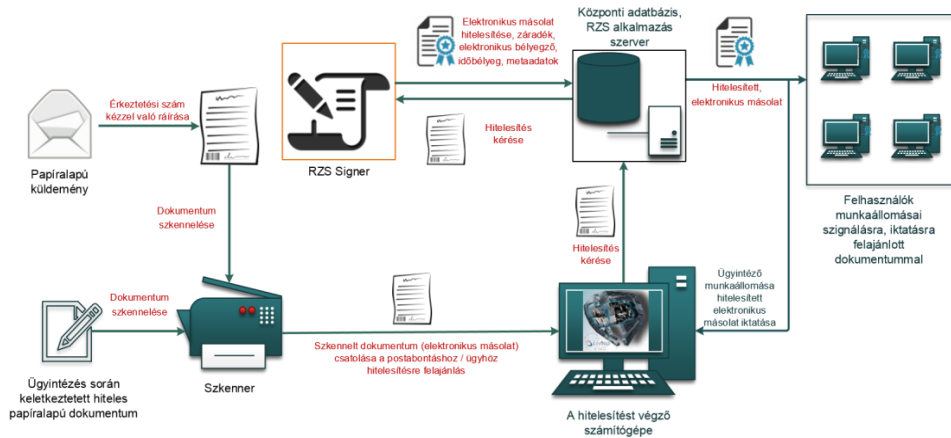 Központi adatbázis,
RZS alkalmazás
szerver
Elektronikus másolat
hitelesítése, záradék,
elektronikus bélyegző,
időbélyeg, metaadatok
Érkeztetési szám
kézzel való ráírása
Hitelesített,
elektronikus másolat
Hitelesítés
kérése
Papíralapú
küldemény
RZS Signer
Felhasználók
munkaállomásai
szignálásra, iktatásra
felajánlott
dokumentummal
Dokumentum
szkennelése
Hitelesítés
kérése
Ügyintéző
munkaállomása
hitelesített
elektronikus
másolat iktatása
Dokumentum
szkennelése
Szkennelt dokumentum (elektronikus másolat)
csatolása a postabontáshoz / ügyhöz
hitelesítésre felajánlás
Szkenner
Ügyintézés során
keletkeztetett hiteles
papíralapú dokumentum
A hitelesítést végző
számítógépe